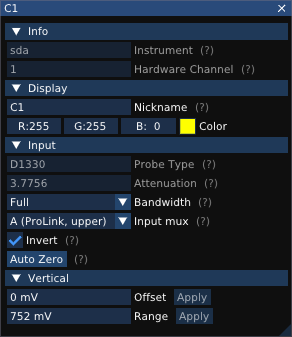 C1
Info
sda Instrument (?)
1 Hardware Channel (?)
Display
C1 Nickname (?)
R:255 G:255 B: 0 Color
Input
D1330 Probe Type (?)
3.7756 Attenuation (?)
Full Bandwidth (?)
A (ProLink, upper) Input mux (?)
Invert (?)
Auto Zero (?)
Vertical
0 mV Offset Apply
752 mV Range Apply